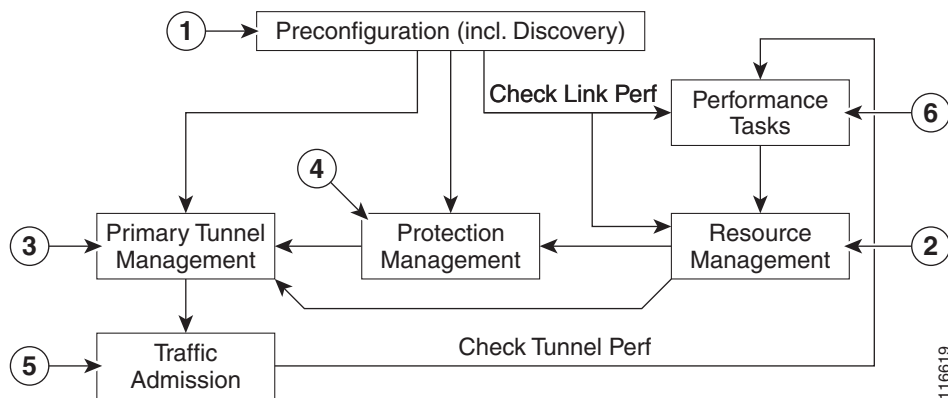 1
Preconfiguration (incl. Discovery)
Check Link Perf
Performance
Tasks
6
4
3
Primary Tunnel
Management
Protection
Management
Resource
Management
2
5
Traffic
Admission
Check Tunnel Perf
116619